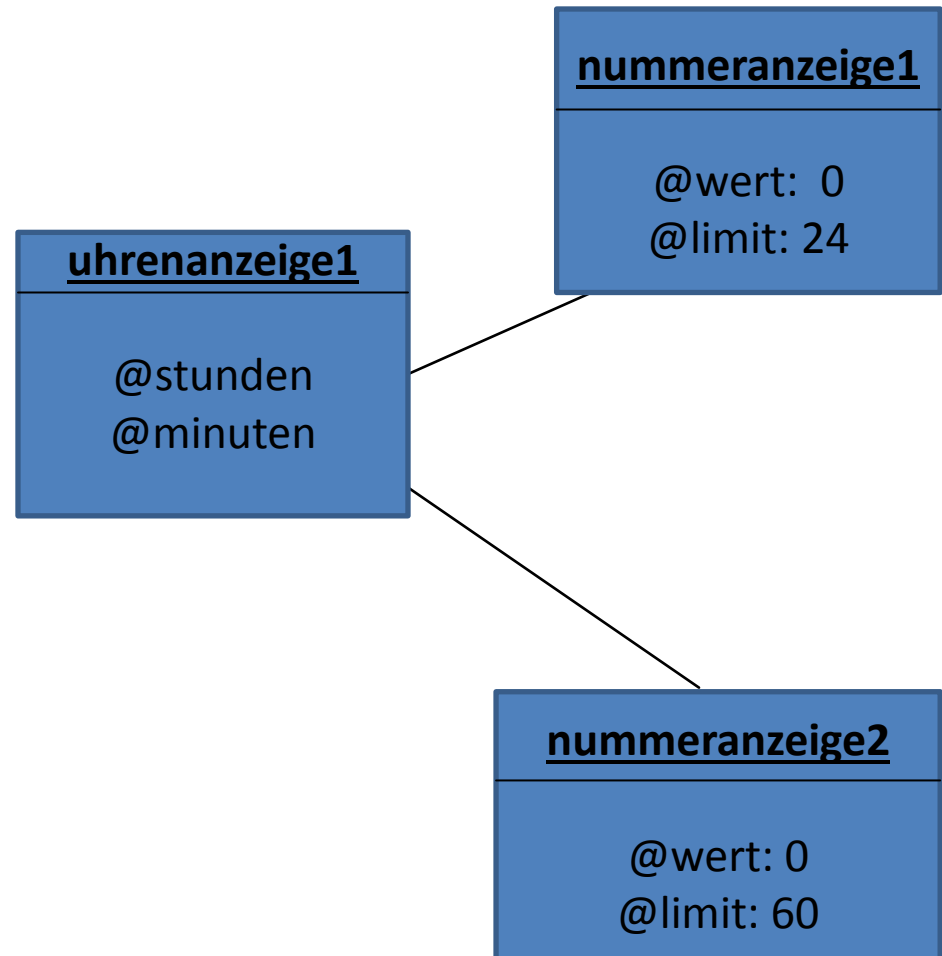 nummeranzeige1
@wert: 0
@limit: 24
uhrenanzeige1
@stunden
@minuten
nummeranzeige2
@wert: 0
@limit: 60